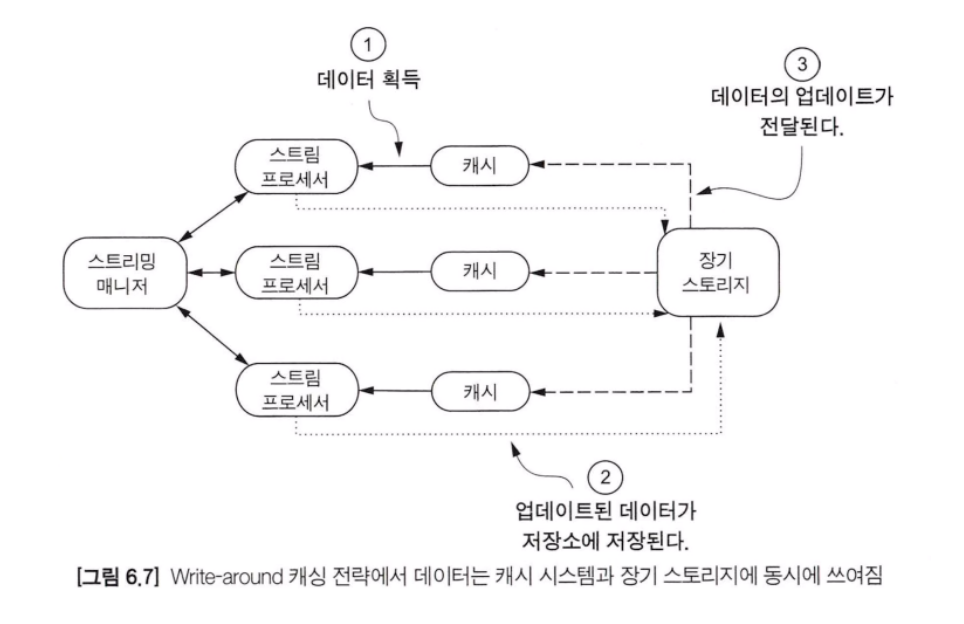 ①
데이터 획득
③
데이터의 업데이트가
전달된다.
스트림
프로세서
캐시
스트리밍
매니저
스트림
프로세서
캐시
장기
스토리지
스트림
프로세서
캐시
②
업데이트된 데이터가
저장소에 저장된다.
[그림 6.7] Write-around 캐싱 전략에서 데이터는 캐시 시스템과 장기 스토리지에 동시에 쓰여짐